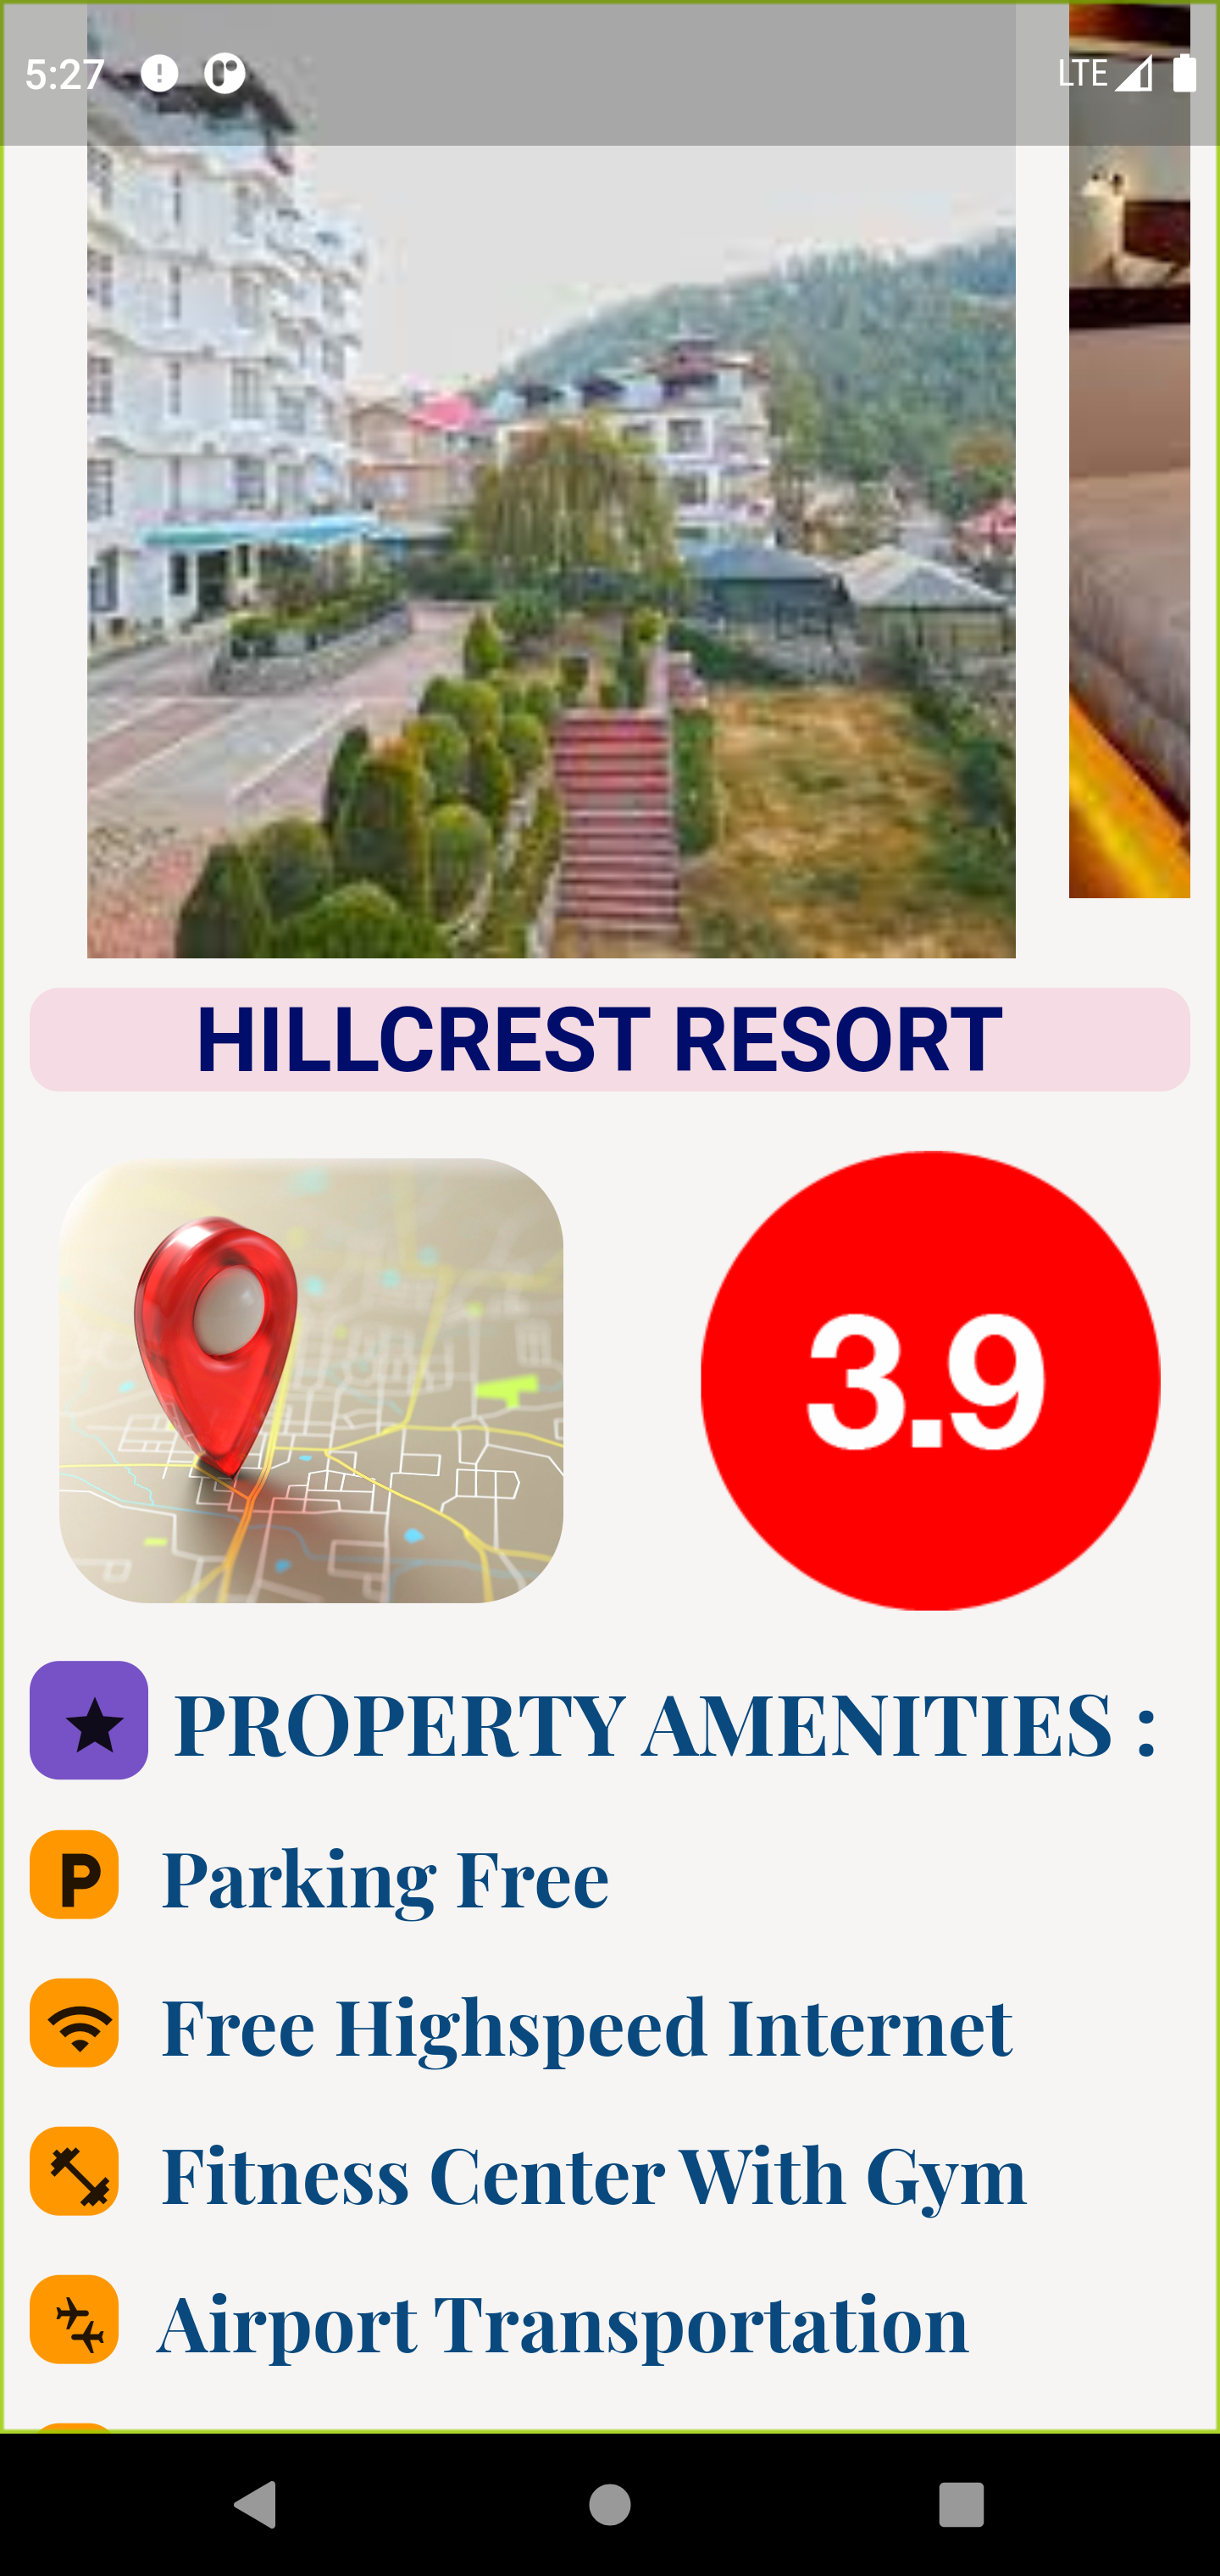 5:27
LTE
HILLCREST RESORT
3.9
PROPERTY AMENITIES :
P
Parking Free
Free Highspeed Internet
Fitness Center With Gym
Airport Transportation